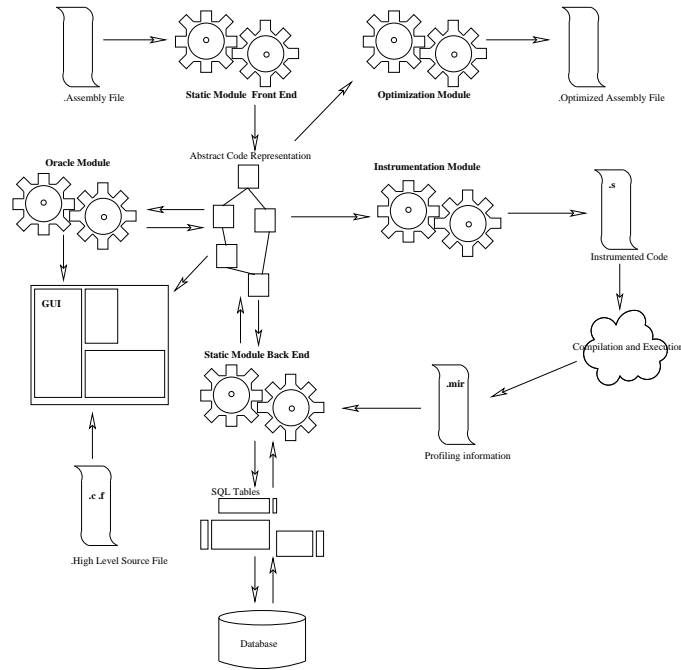 .Assembly File
Static Module Front End
Optimization Module
.Optimized Assembly File
Abstract Code Representation
Oracle Module
Instrumentation Module
.s
Instrumented Code
GUI
Compilation and Execution
Static Module Back End
.mir
Profiling information
.c .f
SQL Tables
.High Level Source File
Database